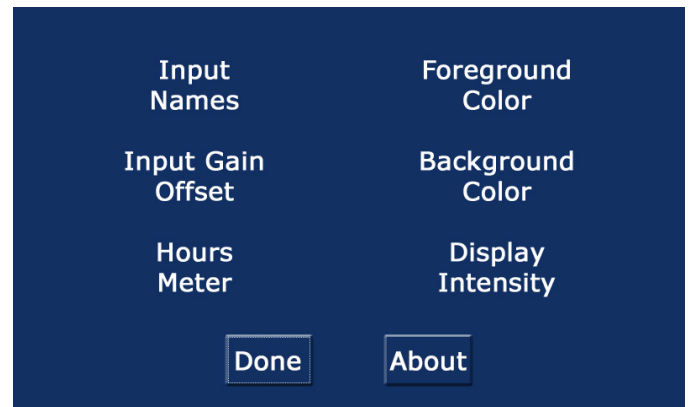 Input
Names
Foreground
Color
Input Gain
Offset
Background
Color
Hours
Meter
Display
Intensity
Done
About